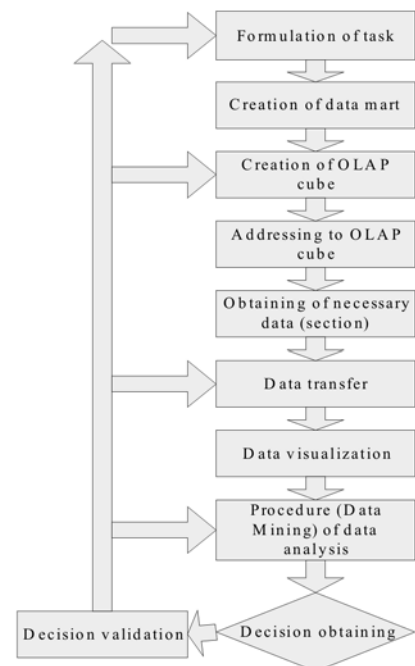 Formulation of task
Creation of data mart
Creation of OLAP
cube
Addressing to OLAP
cube
Obtaining of necessary
data (section)
Data transfer
Data visualization
Procedure (Data
Mining) of data
analysis
Decision obtaining
Decision validation